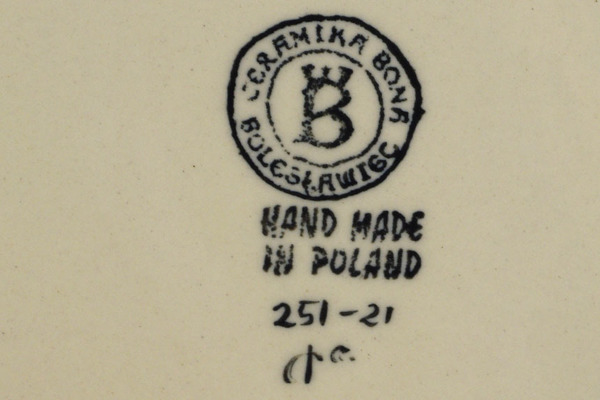 CERAMIKA BONA
BOLESŁAWIEC
B
HAND MADE
IN POLAND
251-21